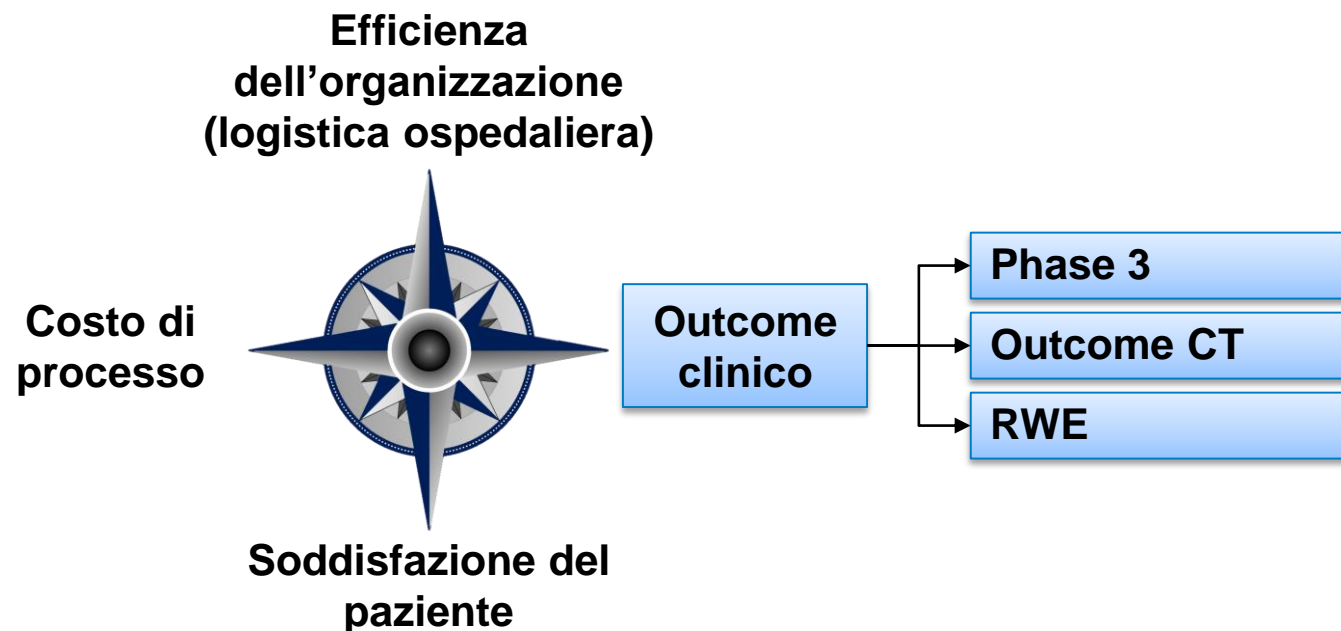 Efficienza
dell’organizzazione
(logistica ospedaliera)
Costo di
processo
Outcome
clinico
Phase 3
Outcome CT
RWE
Soddisfazione del
paziente